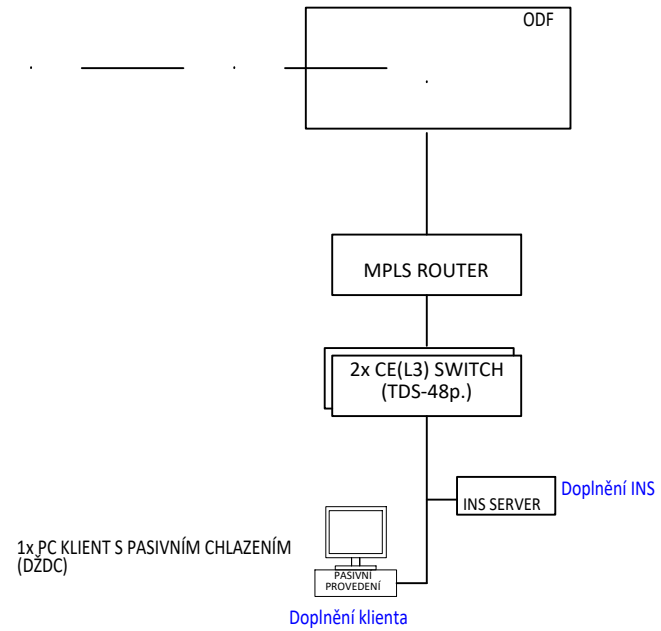 ODF
MPLS ROUTER
2x CE(L3) SWITCH
(TDS-48p.)
INS SERVER
Doplnění INS
1x PC KLIENT S PASIVNÍM CHLAZENÍM
(DŽDC)
PASIVNÍ
PROVEDENÍ
Doplnění klienta